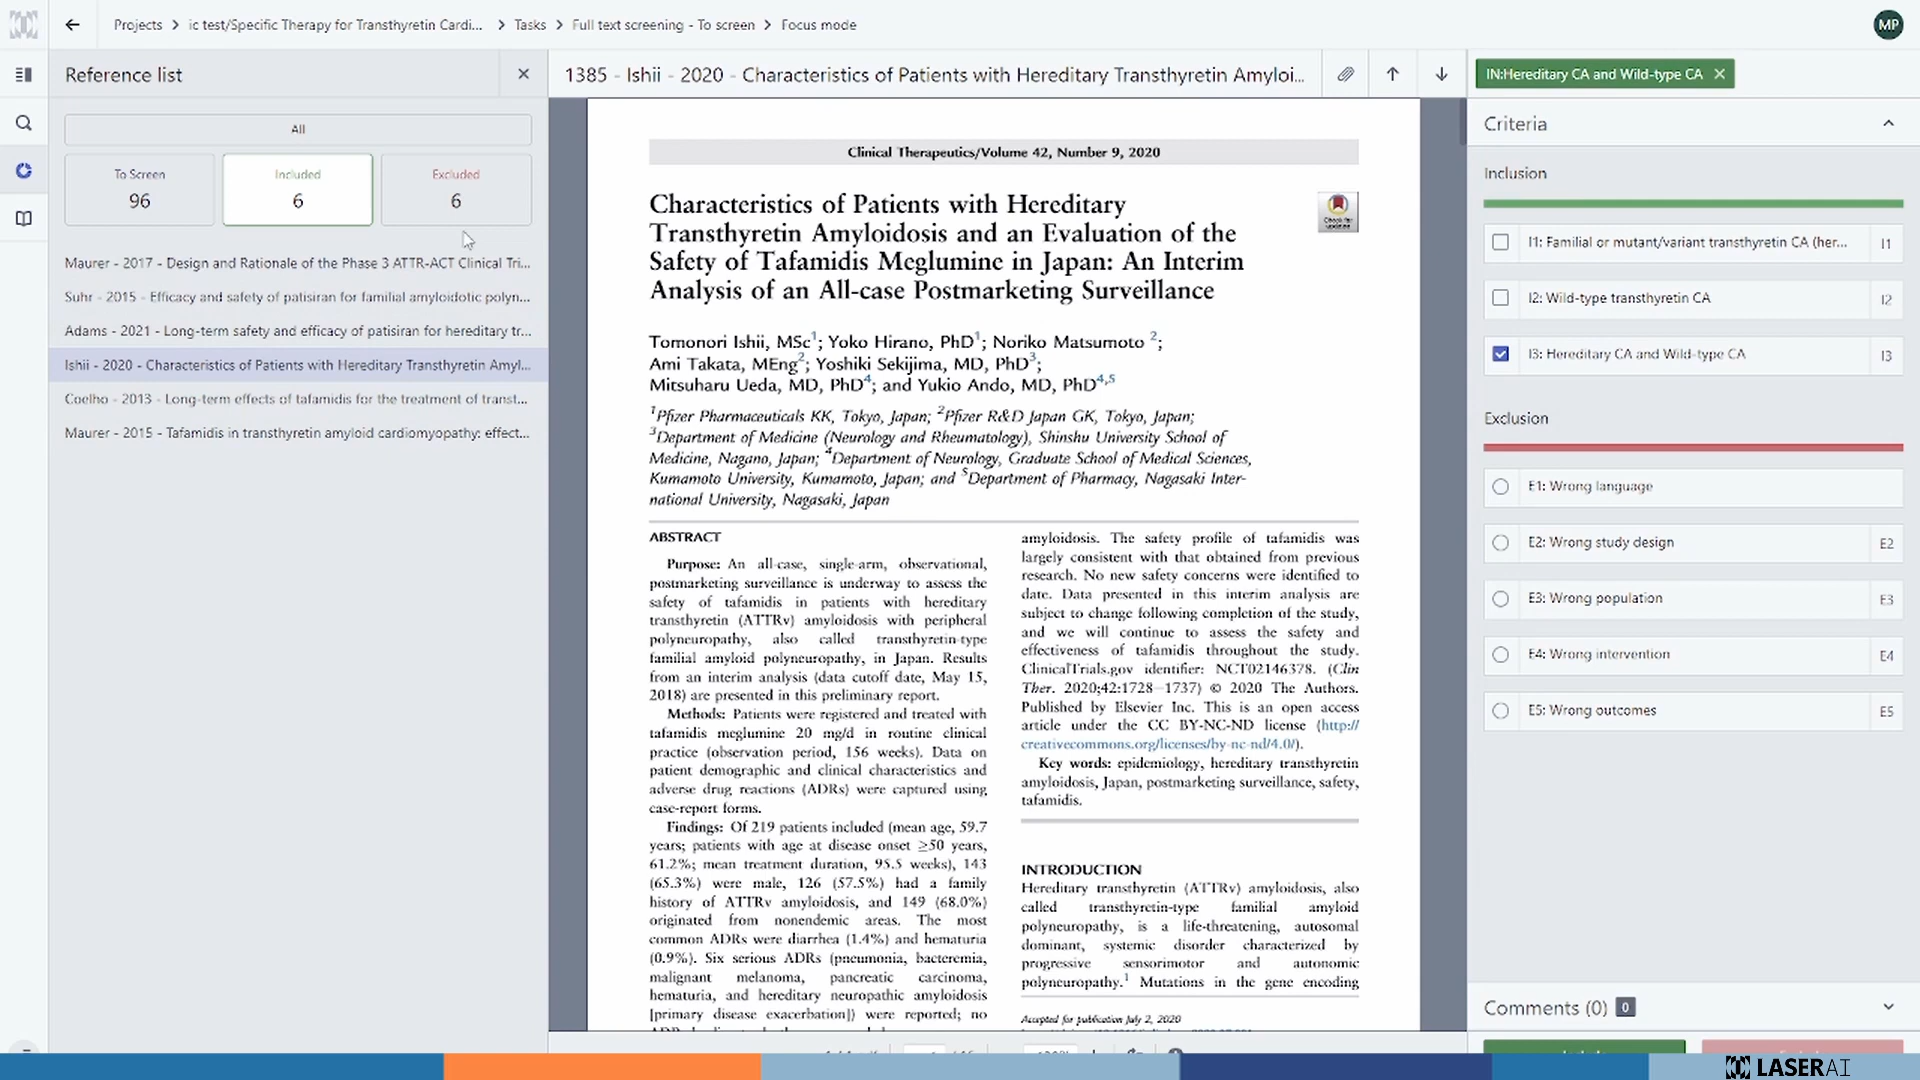 Projects > ic test/Specific Therapy for Transthyretin Cardi... > Tasks > Full text screening - To screen > Focus mode
MP
Reference list
All
To Screen
96
Included
6
Excluded
6
Maurer - 2017 - Design and Rationale of the Phase 3 ATTR-ACT Clinical Tri...
Suhr - 2015 - Efficacy and safety of patisiran for familial amyloidotic polyn...
Adams - 2021 - Long-term safety and efficacy of patisiran for hereditary tr...
Ishii - 2020 - Characteristics of Patients with Hereditary Transthyretin Amyl...
Coelho - 2013 - Long-term effects of tafamidis for the treatment of transt...
Maurer - 2015 - Tafamidis in transthyretin amyloid cardiomyopathy: effect...
1385 - Ishii - 2020 - Characteristics of Patients with Hereditary Transthyretin Amyloi...
Clinical Therapeutics/Volume 42, Number 9, 2020
Characteristics of Patients with Hereditary
Transthyretin Amyloidosis and an Evaluation of the
Safety of Tafamidis Meglumine in Japan: An Interim
Analysis of an All-case Postmarketing Surveillance
Check for
updates
Tomonori Ishii, MSc1; Yoko Hirano, PhD1; Noriko Matsumoto 2;
Ami Takata, MEng2; Yoshiki Sekijima, MD, PhD3;
Mitsuharu Ueda, MD, PhD4; and Yukio Ando, MD, PhD4,5
1Pfizer Pharmaceuticals KK, Tokyo, Japan; 2Pfizer R&D Japan GK, Tokyo, Japan;
3Department of Medicine (Neurology and Rheumatology), Shinshu University School of
Medicine, Nagano, Japan; 4Department of Neurology, Graduate School of Medical Sciences,
Kumamoto University, Kumamoto, Japan; and 5Department of Pharmacy, Nagasaki Inter-
national University, Nagasaki, Japan
ABSTRACT
Purpose: An all-case, single-arm, observational,
postmarketing surveillance is underway to assess the
safety of tafamidis in patients with hereditary
transthyretin (ATTRv) amyloidosis with peripheral
polyneuropathy, also called transthyretin-type
familial amyloid polyneuropathy, in Japan. Results
from an interim analysis (data cutoff date, May 15,
2018) are presented in this preliminary report.
Methods: Patients were registered and treated with
tafamidis meglumine 20 mg/d in routine clinical
practice (observation period, 156 weeks). Data on
patient demographic and clinical characteristics and
adverse drug reactions (ADRs) were captured using
case-report forms.
Findings: Of 219 patients included (mean age, 59.7
years; patients with age at disease onset ≥50 years,
61.2%; mean treatment duration, 95.5 weeks), 143
(65.3%) were male, 126 (57.5%) had a family
history of ATTRv amyloidosis, and 149 (68.0%)
originated from nonendemic areas. The most
common ADRs were diarrhea (1.4%) and hematuria
(0.9%). Six serious ADRs (pneumonia, bacteremia,
malignant melanoma, pancreatic carcinoma,
hematuria, and hereditary neuropathic amyloidosis
[primary disease exacerbation]) were reported; no
amyloidosis. The safety profile of tafamidis was
largely consistent with that obtained from previous
research. No new safety concerns were identified to
date. Data presented in this interim analysis are
subject to change following completion of the study,
and we will continue to assess the safety and
effectiveness of tafamidis throughout the study.
ClinicalTrials.gov identifier: NCT02146378. (Clin
Ther. 2020;42:1728–1737) © 2020 The Authors.
Published by Elsevier Inc. This is an open access
article under the CC BY-NC-ND license (http://
creativecommons.org/licenses/by-nc-nd/4.0/).
Key words: epidemiology, hereditary transthyretin
amyloidosis, Japan, postmarketing surveillance, safety,
tafamidis.
INTRODUCTION
Hereditary transthyretin (ATTRv) amyloidosis, also
called transthyretin-type familial amyloid
polyneuropathy, is a life-threatening, autosomal
dominant, systemic disorder characterized by
progressive sensorimotor and autonomic
polyneuropathy.1 Mutations in the gene encoding
Accepted for publication July 2, 2020
IN:Hereditary CA and Wild-type CA
Criteria
Inclusion
I1: Familial or mutant/variant transthyretin CA (her... I1
I2: Wild-type transthyretin CA I2
I3: Hereditary CA and Wild-type CA I3
Exclusion
E1: Wrong language
E2: Wrong study design E2
E3: Wrong population E3
E4: Wrong intervention E4
E5: Wrong outcomes E5
Comments (0) 0
LASERAI